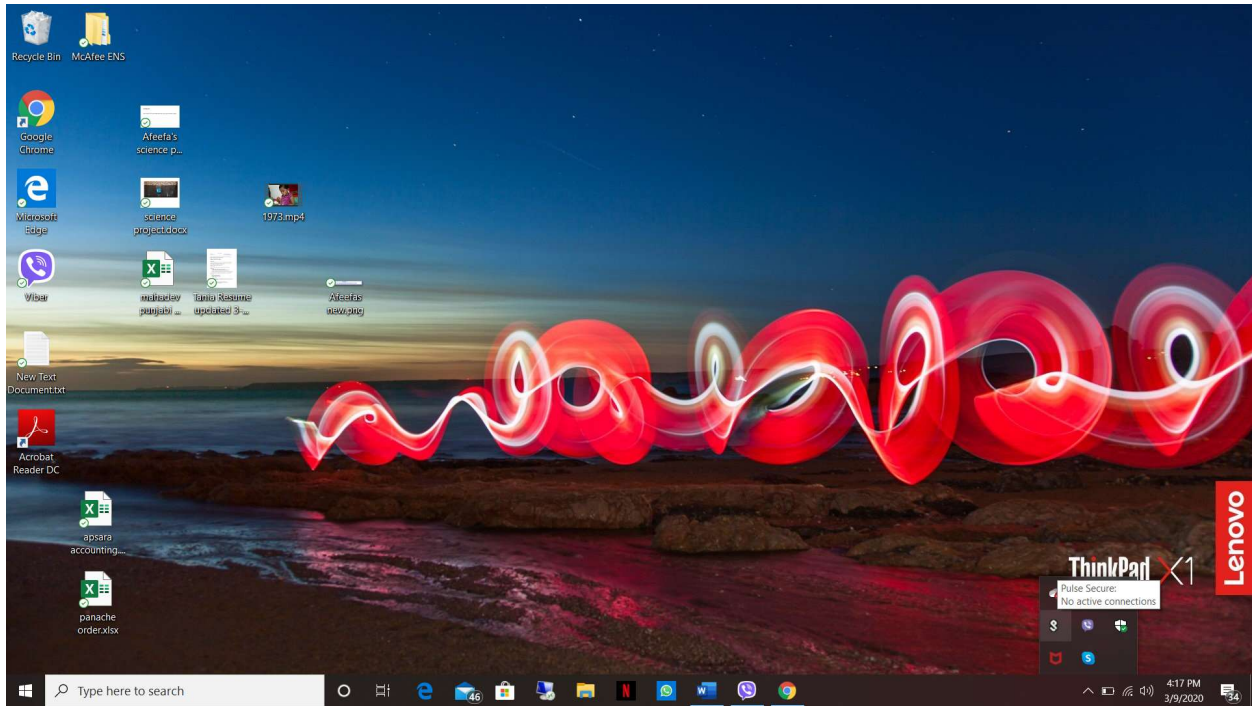 Recycle Bin
McAfee ENS
Google
Chrome
Afeefa's
science p...
Microsoft
Edge
science
project.docx
1973.mp4
Viber
mahadev
punjabi ...
Tania Resume
updated 3-...
Afeefas
new.png
New Text
Document.txt
Acrobat
Reader DC
apsara
accounting....
panache
order.xlsx
Lenovo
ThinkPad X1
Pulse Secure:
No active connections
Type here to search
46
4:17 PM
3/9/2020
34